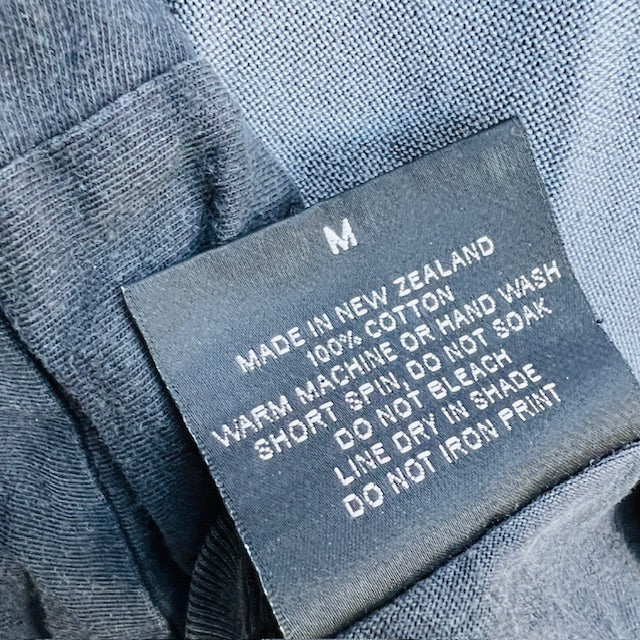 M
MADE IN NEW ZEALAND
100% COTTON
WARM MACHINE OR HAND WASH
SHORT SPIN, DO NOT SOAK
DO NOT BLEACH
LINE DRY IN SHADE
DO NOT IRON PRINT